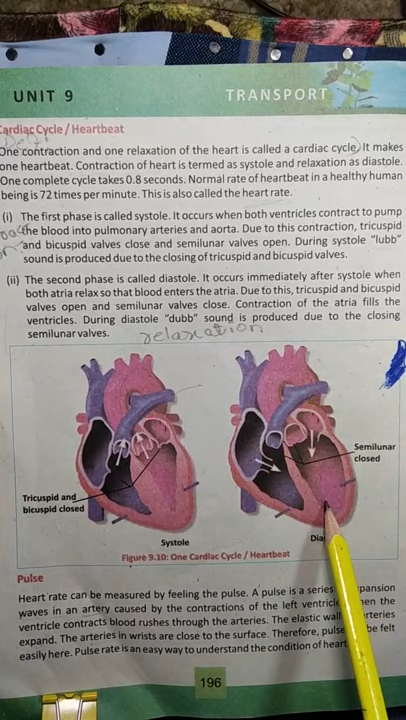 UNIT 9
TRANSPORT
Cardiac Cycle / Heartbeat
One contraction and one relaxation of the heart is called a cardiac cycle. It makes
one heartbeat. Contraction of heart is termed as systole and relaxation as diastole.
One complete cycle takes 0.8 seconds. Normal rate of heartbeat in a healthy human
being is 72 times per minute. This is also called the heart rate.
(i) The first phase is called systole. It occurs when both ventricles contract to pump
the blood into pulmonary arteries and aorta. Due to this contraction, tricuspid
and bicuspid valves close and semilunar valves open. During systole "lubb"
sound is produced due to the closing of tricuspid and bicuspid valves.
(ii) The second phase is called diastole. It occurs immediately after systole when
both atria relax so that blood enters the atria. Due to this, tricuspid and bicuspid
valves open and semilunar valves close. Contraction of the atria fills the
ventricles. During diastole "dubb" sound is produced due to the closing
semilunar valves.
relaxation
Semilunar
closed
Tricuspid and
bicuspid closed
Systole
Dia
Figure 9.10: One Cardiac Cycle / Heartbeat
Pulse
Heart rate can be measured by feeling the pulse. A pulse is a series pansion
waves in an artery caused by the contractions of the left ventricle en the
ventricle contracts blood rushes through the arteries. The elastic wall rteries
expand. The arteries in wrists are close to the surface. Therefore, pulse be felt
easily here. Pulse rate is an easy way to understand the condition of heart
196